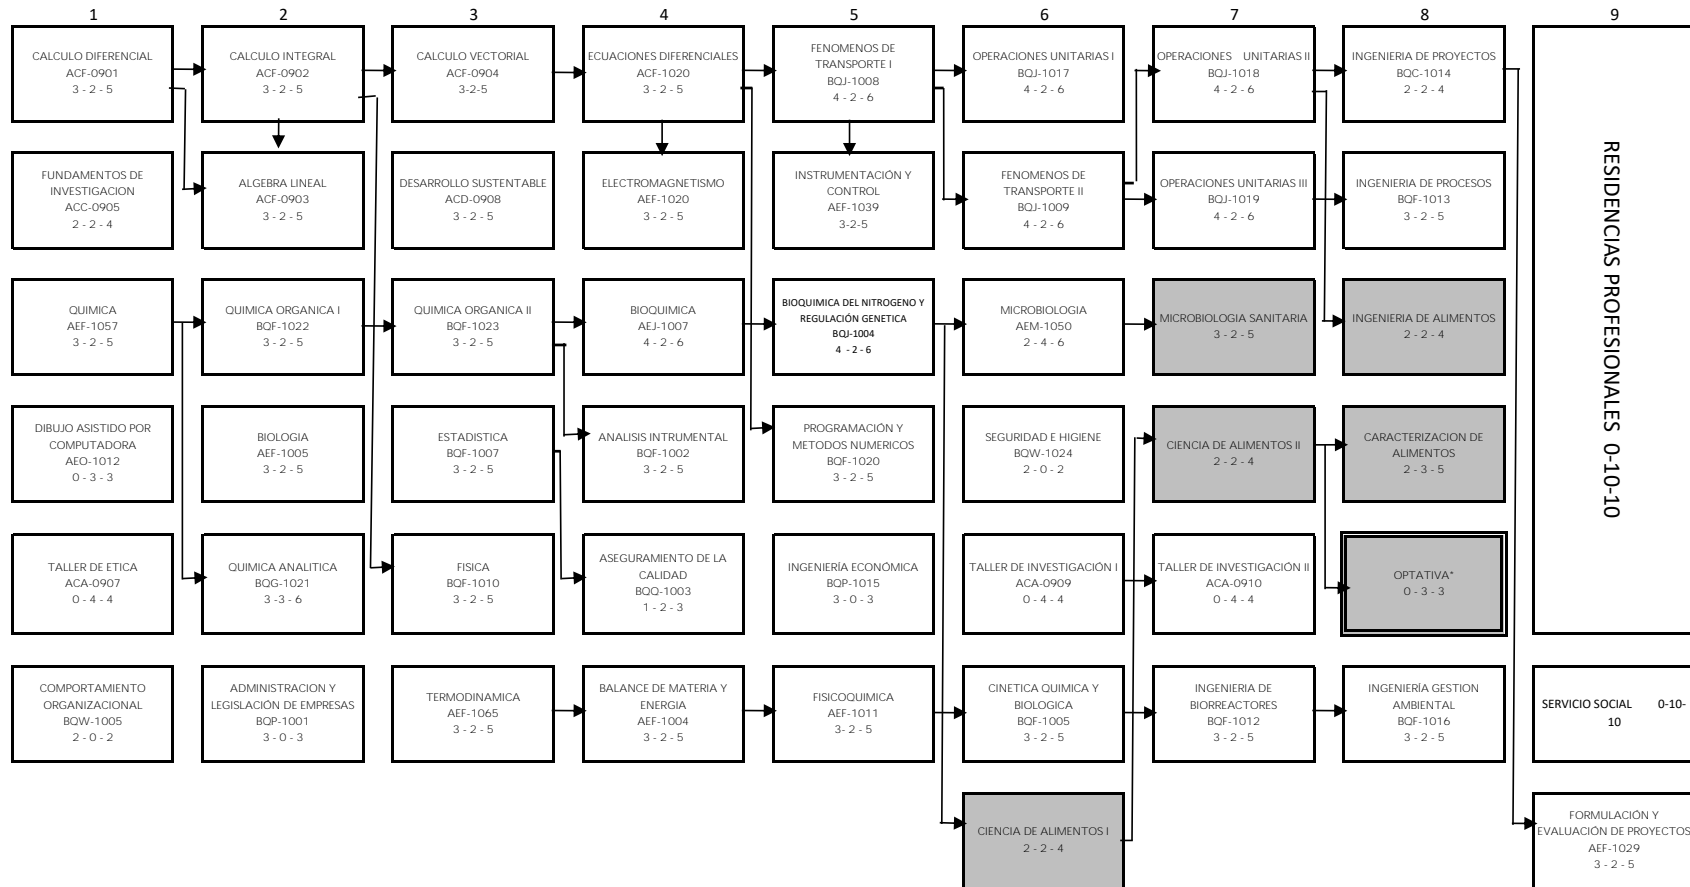 1
2
3
4
5
6
7
8
9
CALCULO DIFERENCIAL
ACF-0901
3 - 2 - 5
CALCULO INTEGRAL
ACF-0902
3 - 2 - 5
CALCULO VECTORIAL
ACF-0904
3-2-5
ECUACIONES DIFERENCIALES
ACF-1020
3 - 2 - 5
FENOMENOS DE
TRANSPORTE I
BQJ-1008
4 - 2 - 6
OPERACIONES UNITARIAS I
BQJ-1017
4 - 2 - 6
OPERACIONES UNITARIAS II
BQJ-1018
4 - 2 - 6
INGENIERIA DE PROYECTOS
BQC-1014
2 - 2 - 4
RESIDENCIAS PROFESIONALES 0-10-10
FUNDAMENTOS DE
INVESTIGACION
ACC-0905
2 - 2 - 4
ALGEBRA LINEAL
ACF-0903
3 - 2 - 5
DESARROLLO SUSTENTABLE
ACD-0908
3 - 2 - 5
ELECTROMAGNETISMO
AEF-1020
3 - 2 - 5
INSTRUMENTACIÓN Y
CONTROL
AEF-1039
3-2-5
FENOMENOS DE
TRANSPORTE II
BQJ-1009
4 - 2 - 6
OPERACIONES UNITARIAS III
BQJ-1019
4 - 2 - 6
INGENIERIA DE PROCESOS
BQF-1013
3 - 2 - 5
QUIMICA
AEF-1057
3 - 2 - 5
QUIMICA ORGANICA I
BQF-1022
3 - 2 - 5
QUIMICA ORGANICA II
BQF-1023
3 - 2 - 5
BIOQUIMICA
AEJ-1007
4 - 2 - 6
BIOQUIMICA DEL NITROGENO Y
REGULACIÓN GENETICA
BQJ-1004
4 - 2 - 6
MICROBIOLOGIA
AEM-1050
2 - 4 - 6
MICROBIOLOGIA SANITARIA
3 - 2 - 5
INGENIERIA DE ALIMENTOS
2 - 2 - 4
DIBUJO ASISTIDO POR
COMPUTADORA
AEO-1012
0 - 3 - 3
BIOLOGIA
AEF-1005
3 - 2 - 5
ESTADISTICA
BQF-1007
3 - 2 - 5
ANALISIS INTRUMENTAL
BQF-1002
3 - 2 - 5
PROGRAMACIÓN Y
METODOS NUMERICOS
BQF-1020
3 - 2 - 5
SEGURIDAD E HIGIENE
BQW-1024
2 - 0 - 2
CIENCIA DE ALIMENTOS II
2 - 2 - 4
CARACTERIZACION DE
ALIMENTOS
2 - 3 - 5
TALLER DE ETICA
ACA-0907
0 - 4 - 4
QUIMICA ANALITICA
BQG-1021
3 -3 - 6
FISICA
BQF-1010
3 - 2 - 5
ASEGURAMIENTO DE LA
CALIDAD
BQQ-1003
1 - 2 - 3
INGENIERÍA ECONÓMICA
BQP-1015
3 - 0 - 3
TALLER DE INVESTIGACIÓN I
ACA-0909
0 - 4 - 4
TALLER DE INVESTIGACIÓN II
ACA-0910
0 - 4 - 4
OPTATIVA*
0 - 3 - 3
COMPORTAMIENTO
ORGANIZACIONAL
BQW-1005
2 - 0 - 2
ADMINISTRACION Y
LEGISLACIÓN DE EMPRESAS
BQP-1001
3 - 0 - 3
TERMODINAMICA
AEF-1065
3 - 2 - 5
BALANCE DE MATERIA Y
ENERGIA
AEF-1004
3 - 2 - 5
FISICOQUIMICA
AEF-1011
3- 2 - 5
CINETICA QUIMICA Y
BIOLOGICA
BQF-1005
3 - 2 - 5
INGENIERIA DE
BIORREACTORES
BQF-1012
3 - 2 - 5
INGENIERÍA GESTION
AMBIENTAL
BQF-1016
3 - 2 - 5
SERVICIO SOCIAL 0-10-
10
CIENCIA DE ALIMENTOS I
2 - 2 - 4
FORMULACIÓN Y
EVALUACIÓN DE PROYECTOS
AEF-1029
3 - 2 - 5